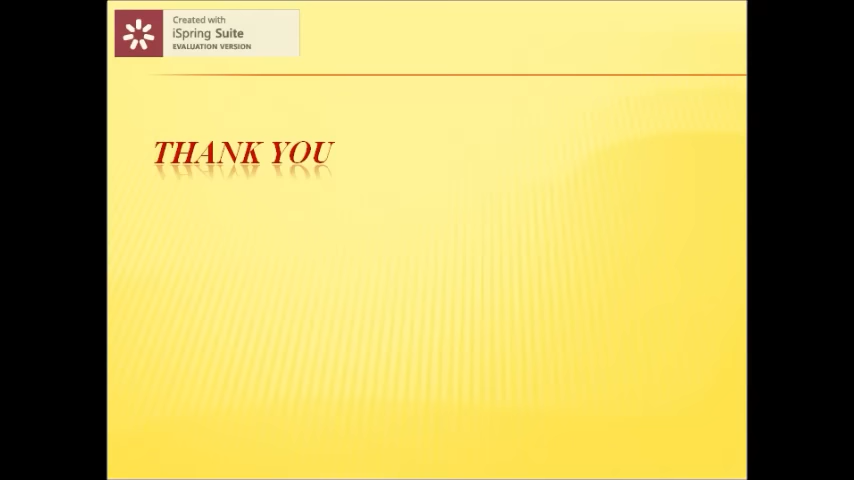 Created with
iSpring Suite
EVALUATION VERSION
THANK YOU